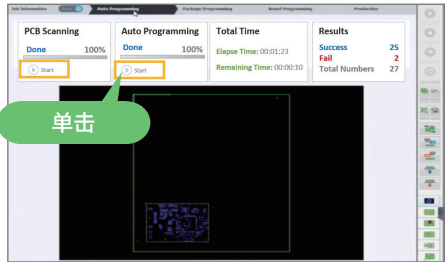 Job Information
Auto Programming
Package Programming
Board Programming
Production
PCB Scanning
Done 100%
Start
Auto Programming
Done 100%
Start
Total Time
Elapse Time: 00:01:23
Remaining Time: 00:00:10
Results
Success 25
Fail 2
Total Numbers 27
单击